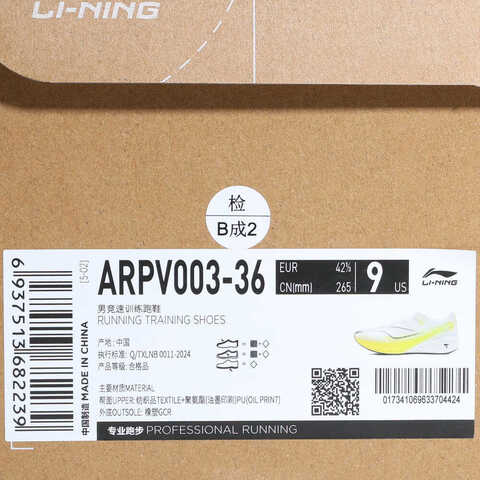 LI-NING
检
B成2
6937513682239
中国制造 MADE IN CHINA
[5-02]
ARPV003-36
男竞速训练跑鞋
RUNNING TRAINING SHOES
产地: 中国
执行标准: Q/TXLNB 0011-2024
产品等级: 合格品
EUR 42⅔
CN(mm) 265
9 US
LI-NING
主要材质MATERIAL
帮面UPPER: 纺织品TEXTILE+聚氨酯(油墨印刷)PU(OIL PRINT)
外底OUTSOLE: 橡塑GCR
017341069633704424
专业跑步 PROFESSIONAL RUNNING